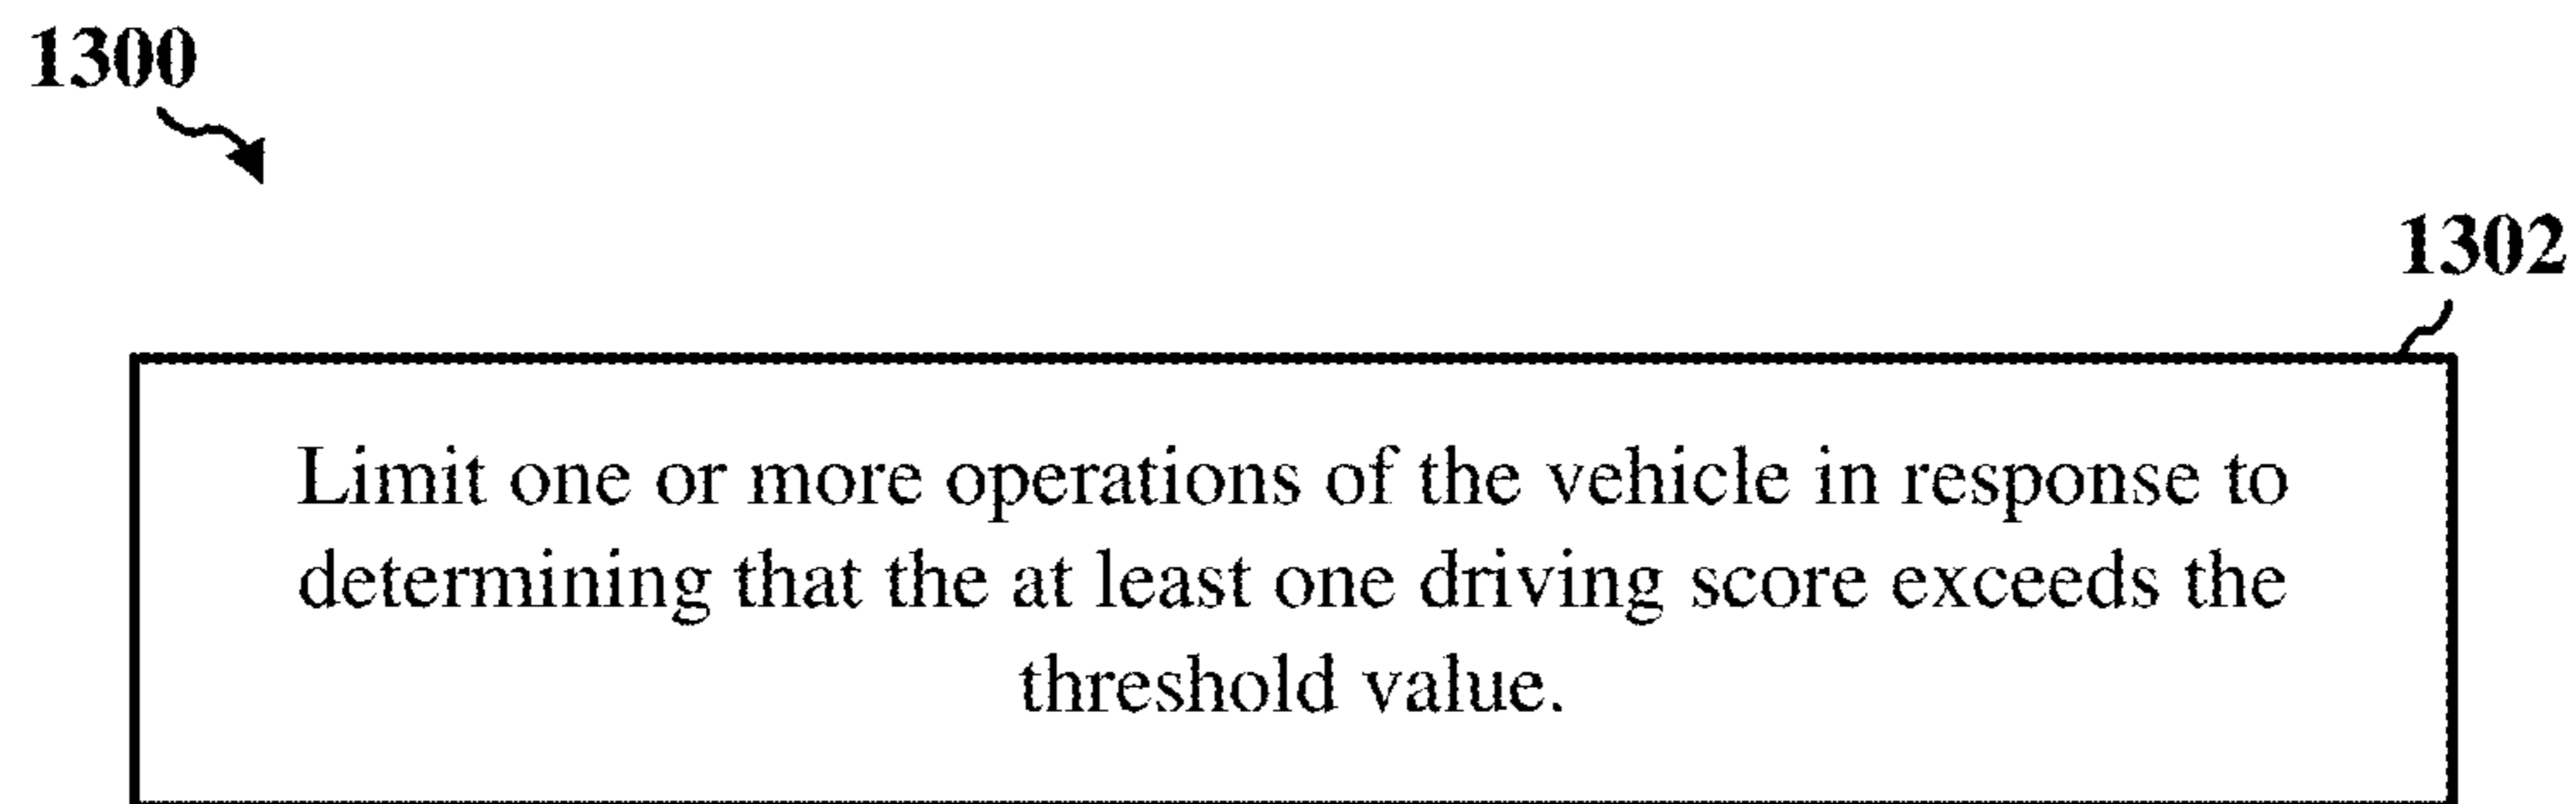 1300
1302
Limit one or more operations of the vehicle in response to
determining that the at least one driving score exceeds the
threshold value.